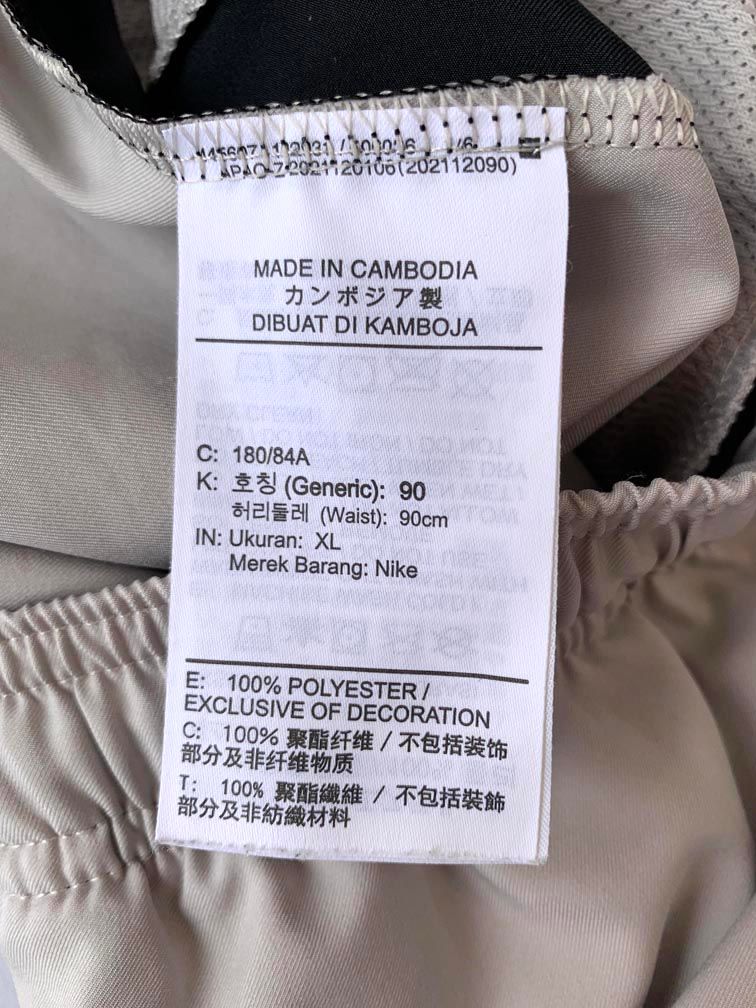 (202112090)
MADE IN CAMBODIA
カンボジア製
DIBUAT DI KAMBOJA
C: 180/84A
K: 호칭 (Generic): 90
허리둘레 (Waist): 90cm
IN: Ukuran: XL
Merek Barang: Nike
E: 100% POLYESTER /
EXCLUSIVE OF DECORATION
C: 100% 聚酯纤维 / 不包括装饰
部分及非纤维物质
T: 100% 聚酯纖維 / 不包括裝飾
部分及非紡織材料